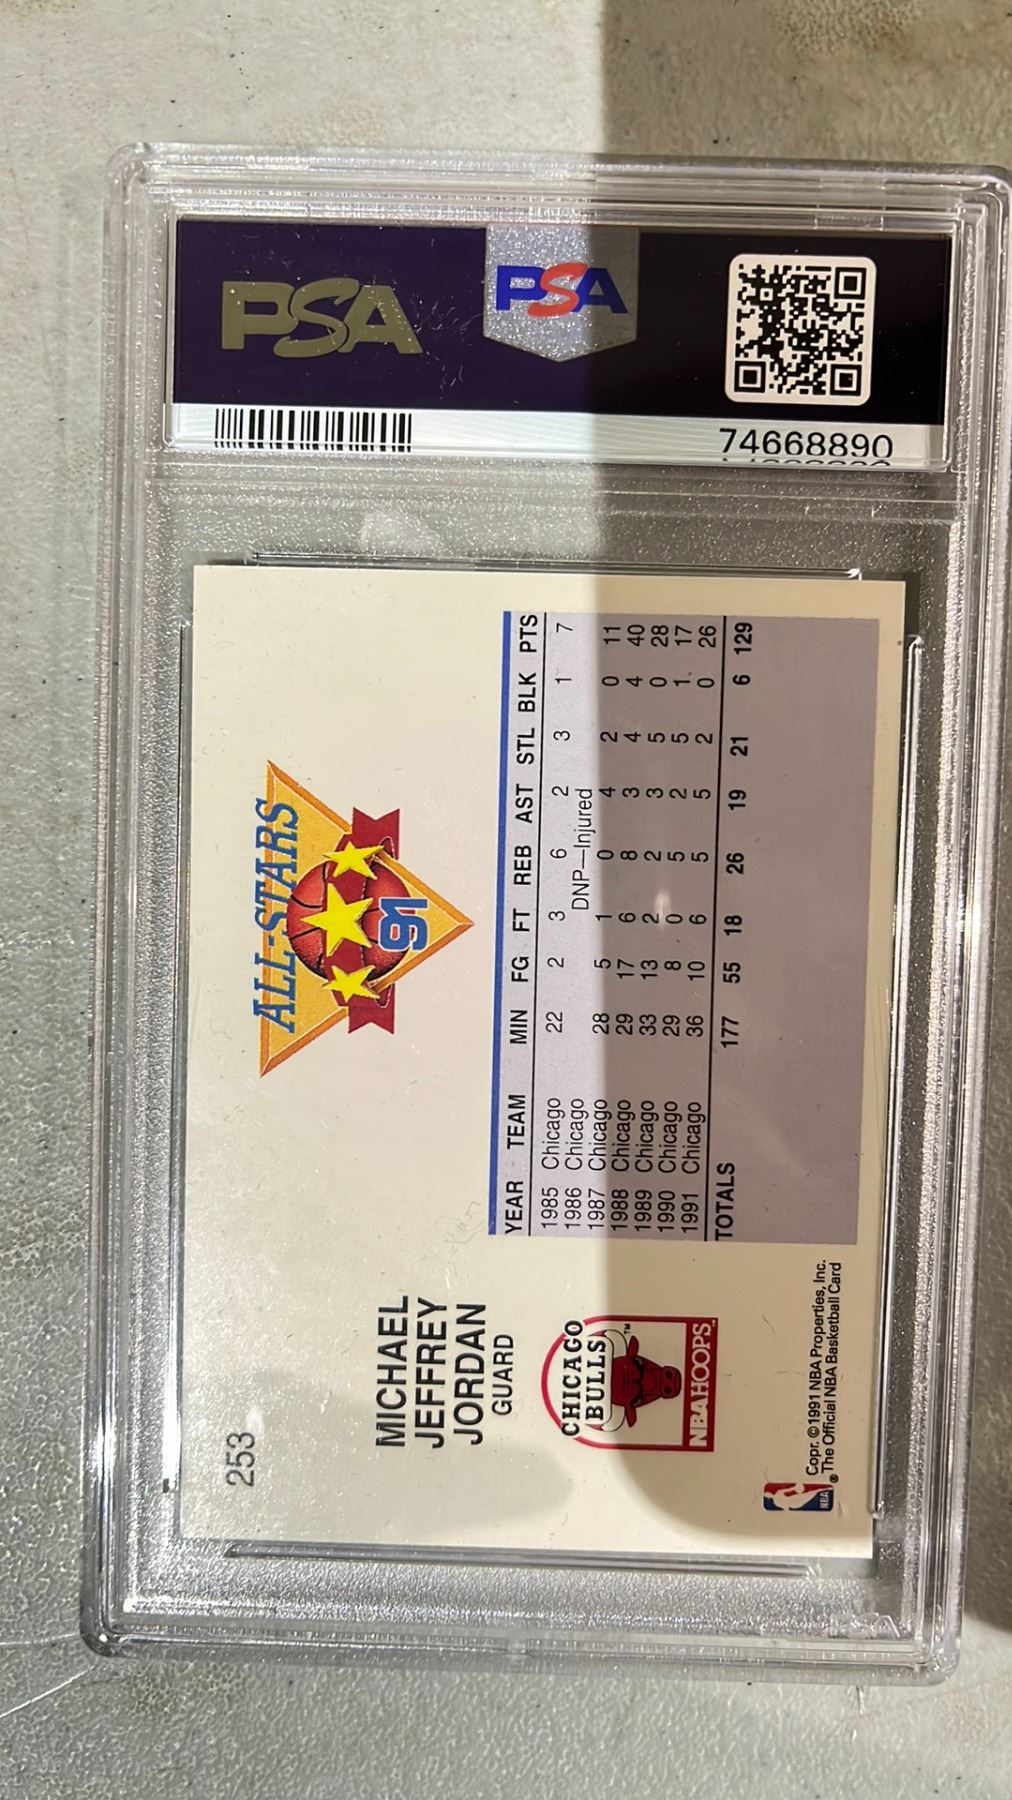 PSA
PSA
74668890
253
MICHAEL
JEFFREY
JORDAN
GUARD
ALL-STARS
91
CHICAGO
BULLS
TM
NBA HOOPS
YEAR TEAM MIN FG FT REB AST STL BLK PTS
1985 Chicago 22 2 3 6 2 3 1 7
1986 Chicago DNP—Injured
1987 Chicago 28 5 1 0 4 2 0 11
1988 Chicago 29 17 6 8 3 4 4 40
1989 Chicago 33 13 2 2 3 5 0 28
1990 Chicago 29 8 0 5 2 5 1 17
1991 Chicago 36 10 6 5 5 2 0 26
TOTALS 177 55 18 26 19 21 6 129
NBA
Copr. ©1991 NBA Properties, Inc.
® The Official NBA Basketball Card